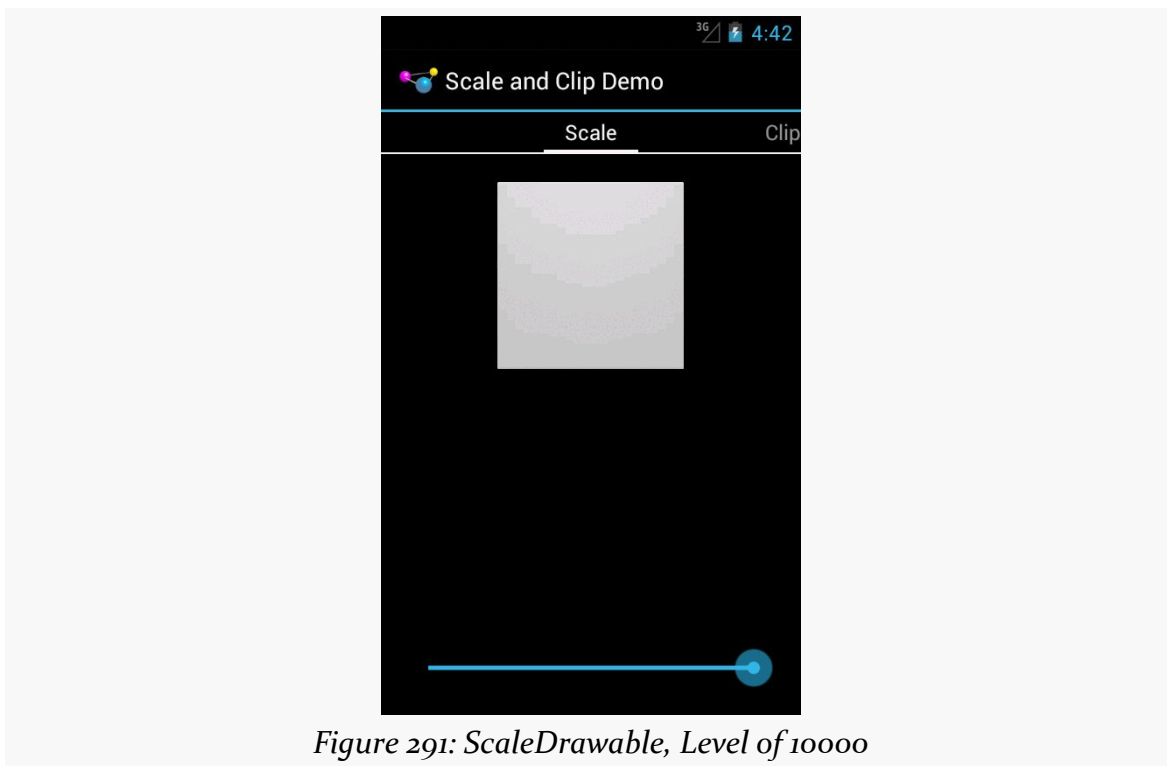 3G 4:42
Scale and Clip Demo
Scale Clip
Figure 291: ScaleDrawable, Level of 10000